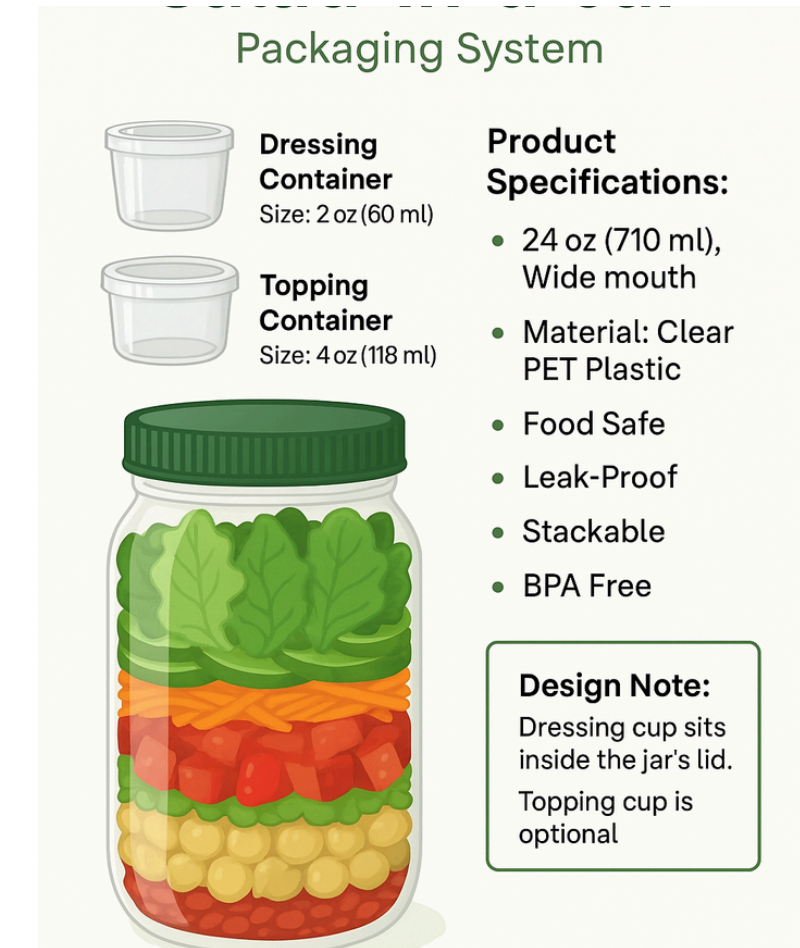 Packaging System
Dressing
Container
Size: 2 oz (60 ml)
Topping
Container
Size: 4 oz (118 ml)
Product
Specifications:
• 24 oz (710 ml),
Wide mouth
• Material: Clear
PET Plastic
• Food Safe
• Leak-Proof
• Stackable
• BPA Free
Design Note:
Dressing cup sits
inside the jar's lid.
Topping cup is
optional